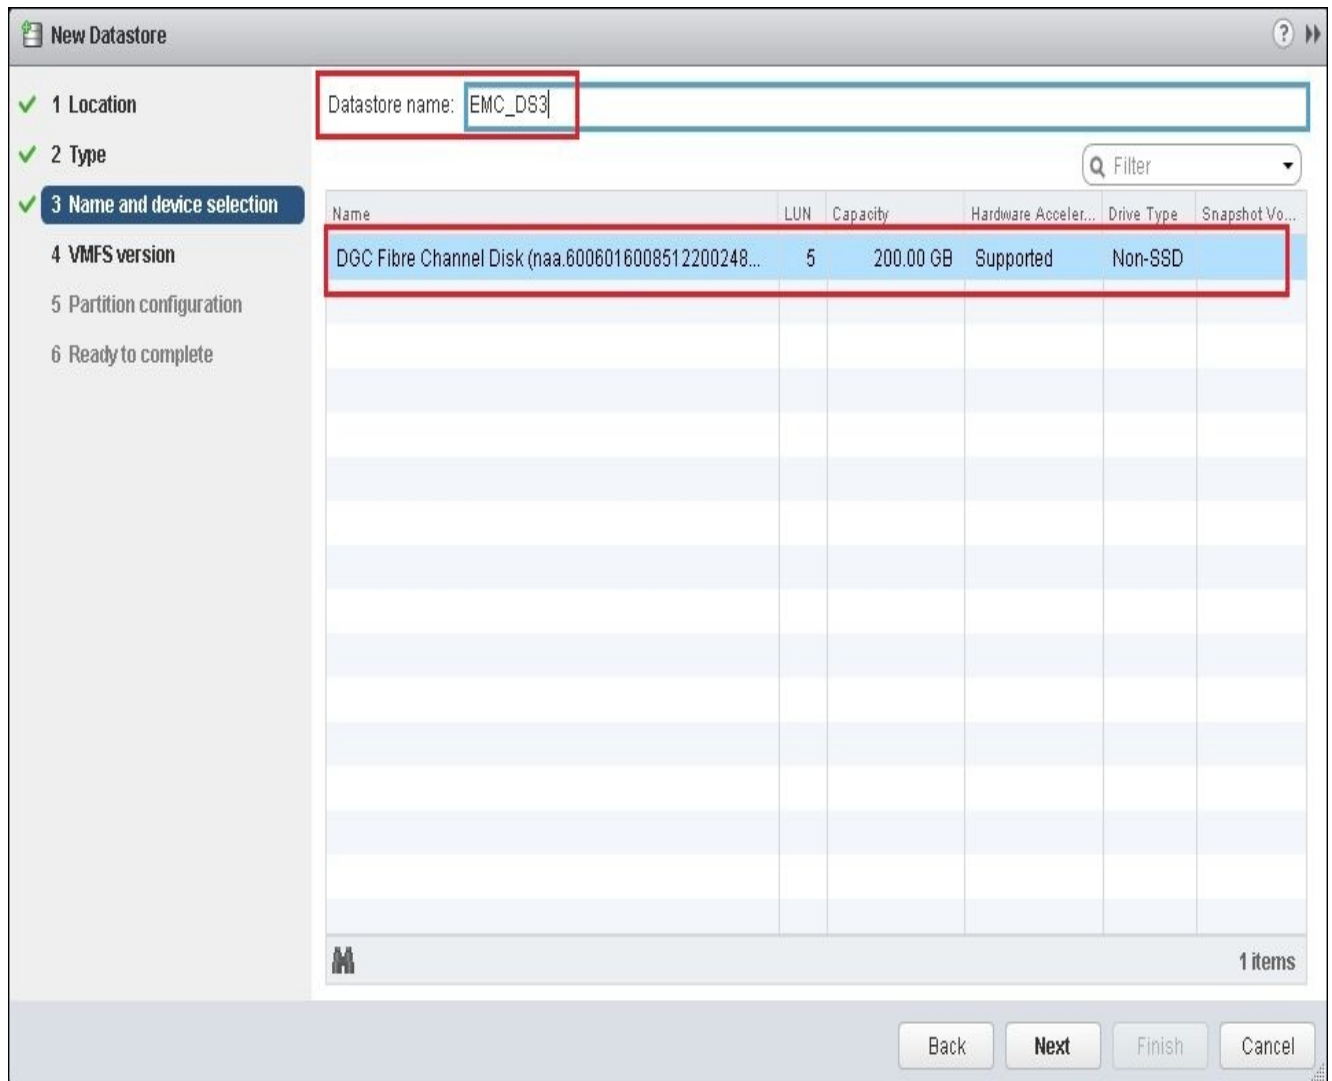 New Datastore
?
1 Location
2 Type
3 Name and device selection
4 VMFS version
5 Partition configuration
6 Ready to complete
Datastore name: EMC_DS3
Filter
Name LUN Capacity Hardware Acceler... Drive Type Snapshot Vo...
DGC Fibre Channel Disk (naa.6006016008512200248... 5 200.00 GB Supported Non-SSD
1 items
Back Next Finish Cancel